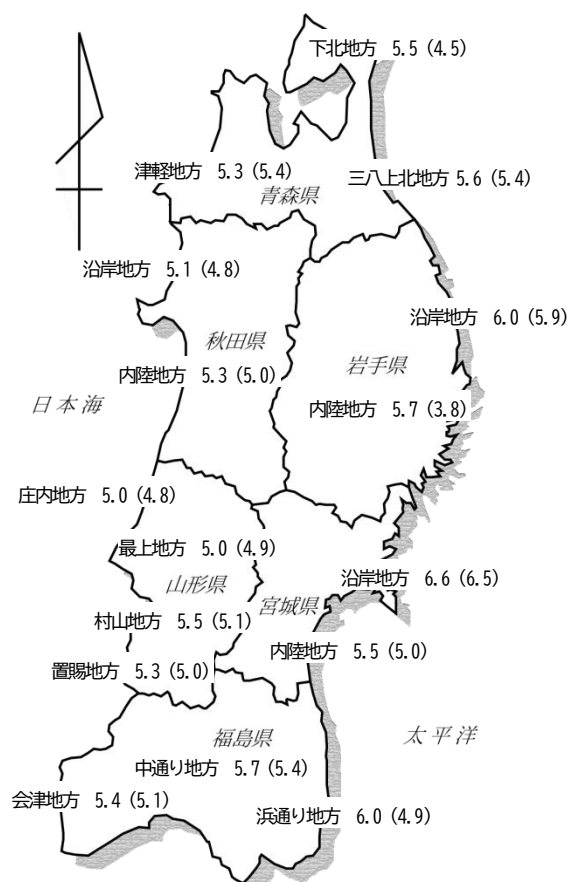 下北地方 5.5 (4.5)
津軽地方 5.3 (5.4)
三八上北地方 5.6 (5.4)
青森県
沿岸地方 5.1 (4.8)
沿岸地方 6.0 (5.9)
秋田県
岩手県
内陸地方 5.3 (5.0)
日本海
内陸地方 5.7 (3.8)
庄内地方 5.0 (4.8)
最上地方 5.0 (4.9)
沿岸地方 6.6 (6.5)
山形県
宮城県
村山地方 5.5 (5.1)
内陸地方 5.5 (5.0)
置賜地方 5.3 (5.0)
福島県
太平洋
中通り地方 5.7 (5.4)
会津地方 5.4 (5.1)
浜通り地方 6.0 (4.9)